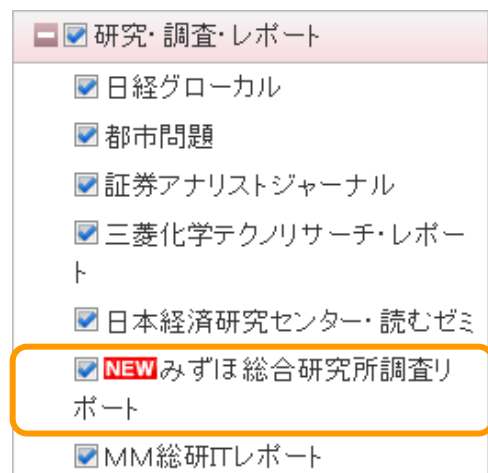 研究・調査・レポート
日経グローカル
都市問題
証券アナリストジャーナル
三菱化学テクノリサーチ・レポー
ト
日本経済研究センター・読むゼミ
NEWみずほ総合研究所調査リ
ポート
MM総研ITレポート